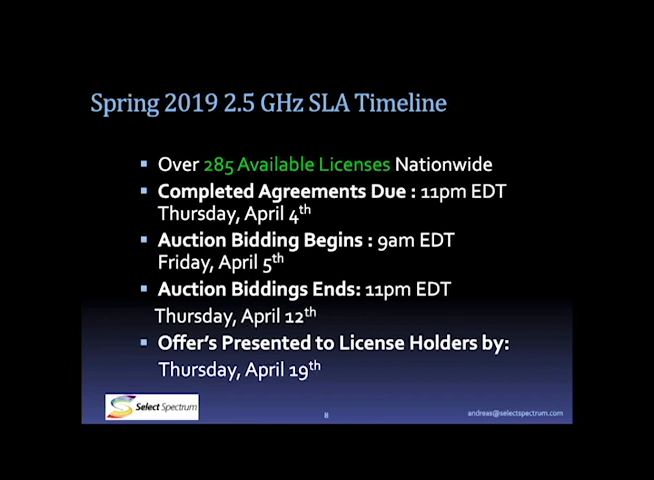 Spring 2019 2.5 GHz SLA Timeline
Over 285 Available Licenses Nationwide
Completed Agreements Due : 11pm EDT
Thursday, April 4th
Auction Bidding Begins : 9am EDT
Friday, April 5th
Auction Biddings Ends: 11pm EDT
Thursday, April 12th
Offer's Presented to License Holders by:
Thursday, April 19th
Select Spectrum
8
andreas@selectspectrum.com